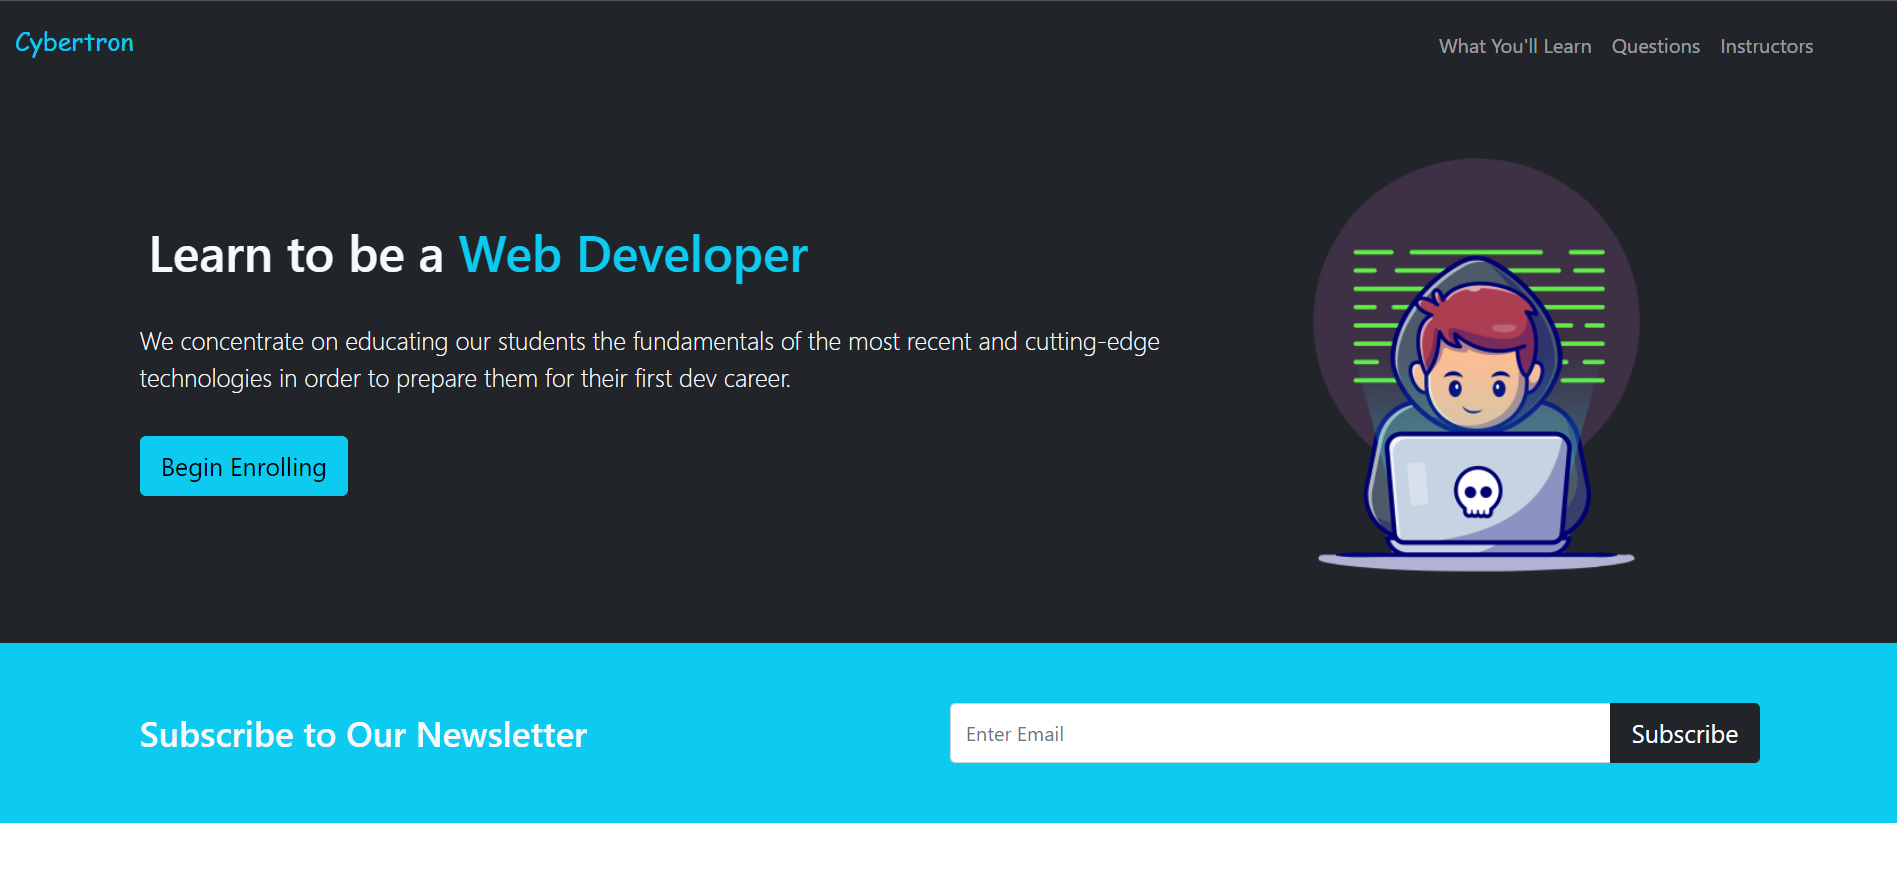 Cybertron
What You'll Learn Questions Instructors
Learn to be a Web Developer
We concentrate on educating our students the fundamentals of the most recent and cutting-edge
technologies in order to prepare them for their first dev career.
Begin Enrolling
Subscribe to Our Newsletter
Enter Email
Subscribe